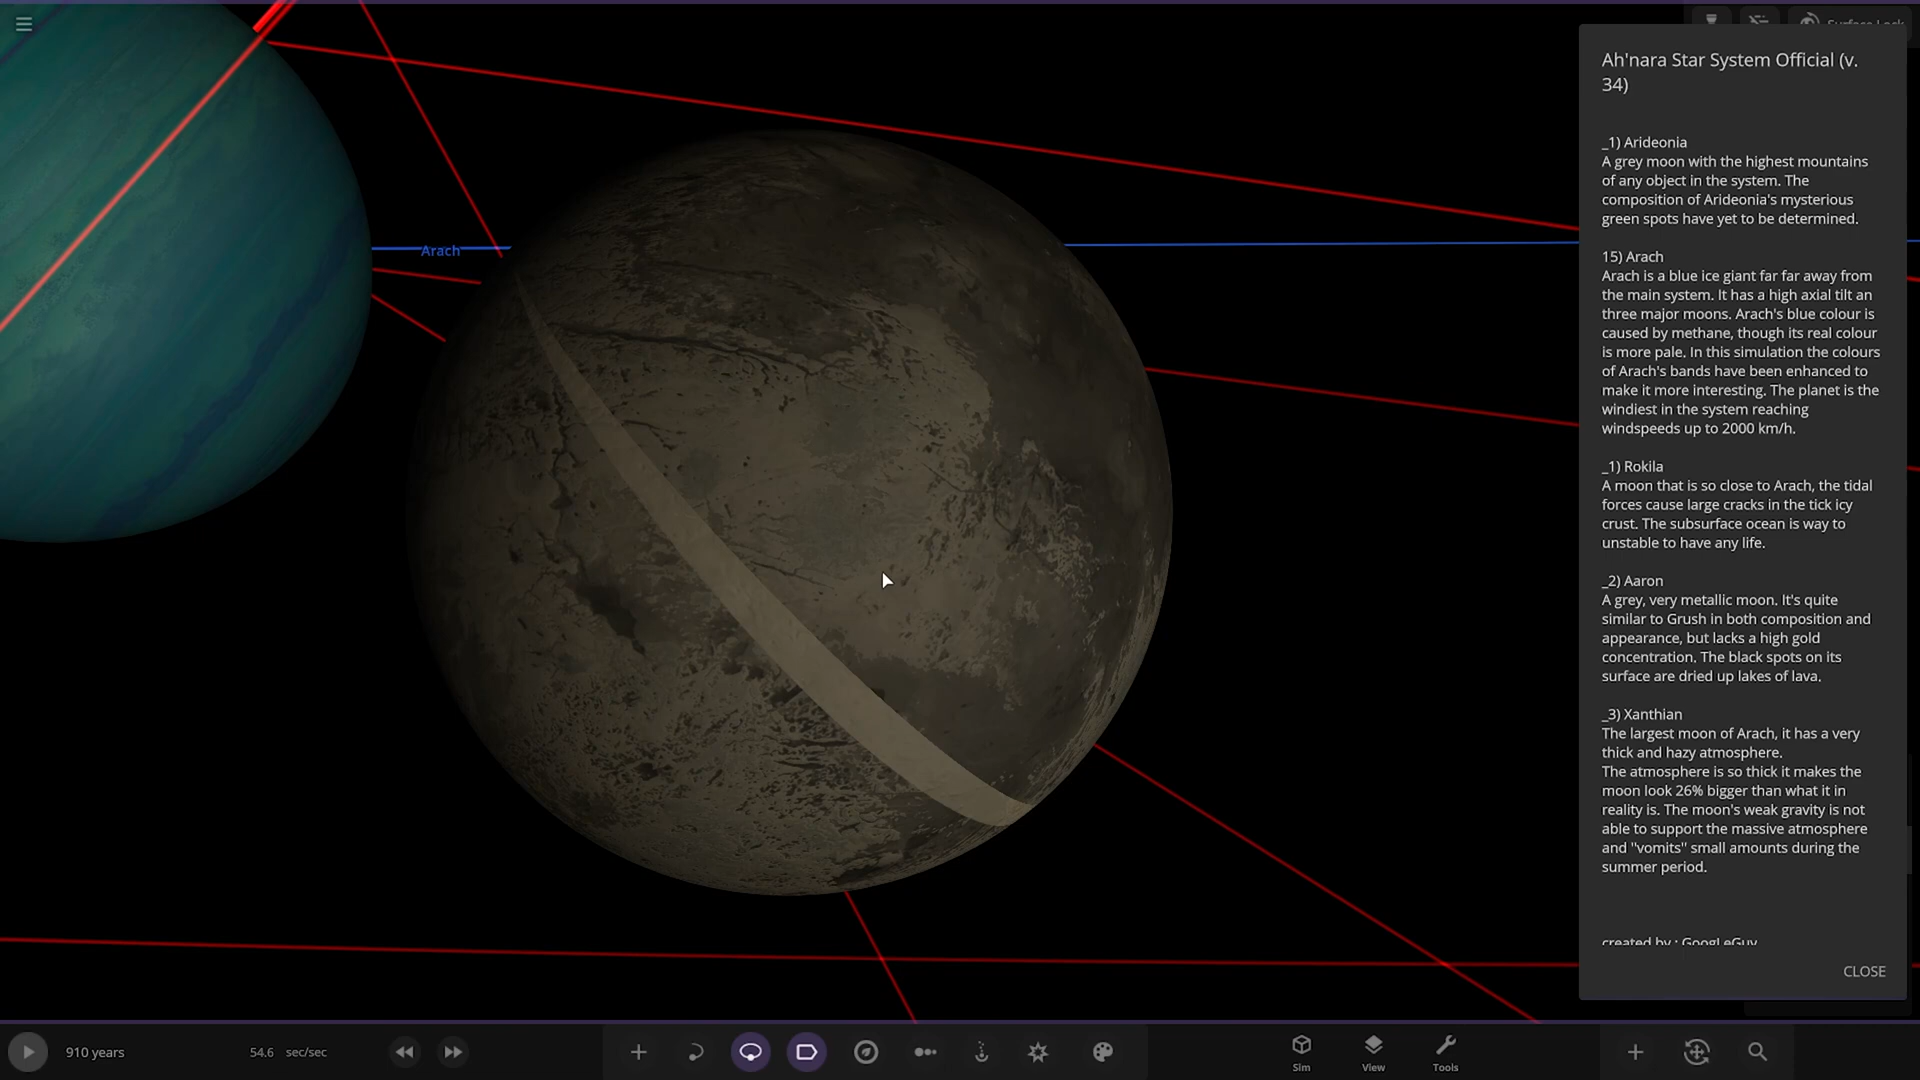 Surface Lock
Ah'nara Star System Official (v.
34)
_1) Arideonia
A grey moon with the highest mountains
of any object in the system. The
composition of Arideonia's mysterious
green spots have yet to be determined.
15) Arach
Arach is a blue ice giant far far away from
the main system. It has a high axial tilt an
three major moons. Arach's blue colour is
caused by methane, though its real colour
is more pale. In this simulation the colours
of Arach's bands have been enhanced to
make it more interesting. The planet is the
windiest in the system reaching
windspeeds up to 2000 km/h.
_1) Rokila
A moon that is so close to Arach, the tidal
forces cause large cracks in the tick icy
crust. The subsurface ocean is way to
unstable to have any life.
_2) Aaron
A grey, very metallic moon. It's quite
similar to Grush in both composition and
appearance, but lacks a high gold
concentration. The black spots on its
surface are dried up lakes of lava.
_3) Xanthian
The largest moon of Arach, it has a very
thick and hazy atmosphere.
The atmosphere is so thick it makes the
moon look 26% bigger than what it in
reality is. The moon's weak gravity is not
able to support the massive atmosphere
and "vomits" small amounts during the
summer period.
created by : GoogLeGuy
CLOSE
Arach
910 years
54.6 sec/sec
Sim
View
Tools